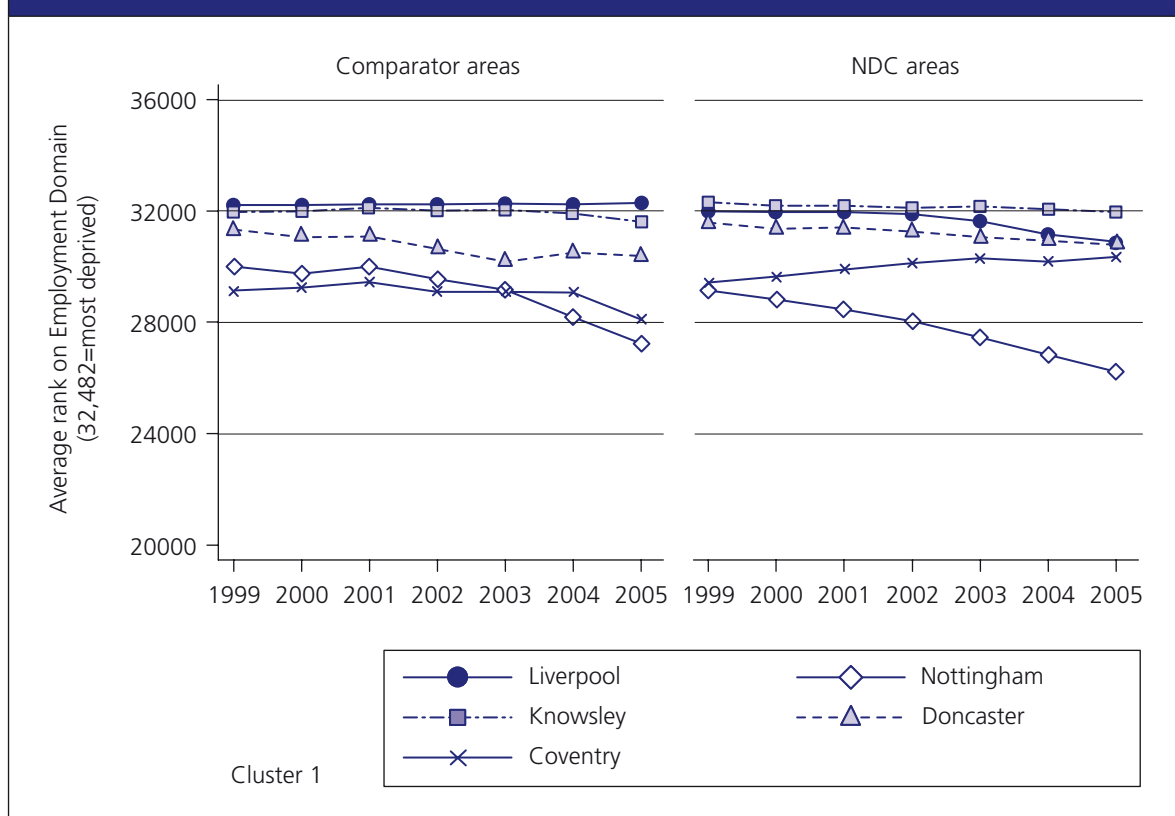 Comparator areas
NDC areas
Average rank on Employment Domain
(32,482=most deprived)
36000
32000
28000
24000
20000
1999 2000 2001 2002 2003 2004 2005
1999 2000 2001 2002 2003 2004 2005
Liverpool
Nottingham
Knowsley
Doncaster
Coventry
Cluster 1